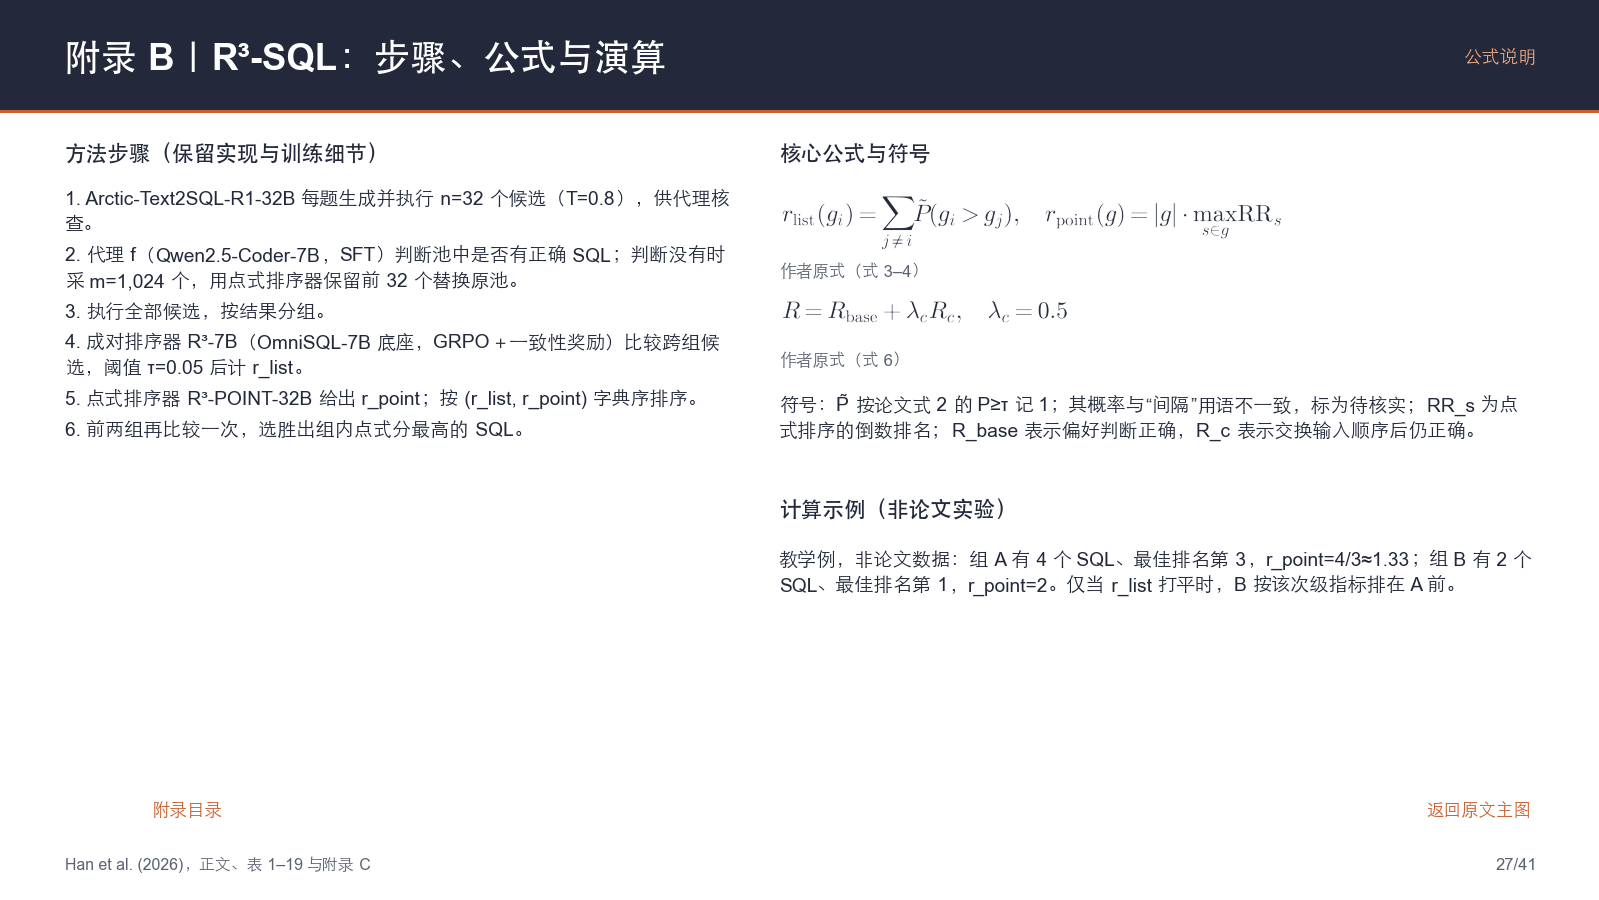 附录 B｜R³-SQL：步骤、公式与演算
公式说明
方法步骤（保留实现与训练细节）
1. Arctic-Text2SQL-R1-32B 每题生成并执行 n=32 个候选（T=0.8），供代理核
查。
2. 代理 f（Qwen2.5-Coder-7B，SFT）判断池中是否有正确 SQL；判断没有时
采 m=1,024 个，用点式排序器保留前 32 个替换原池。
3. 执行全部候选，按结果分组。
4. 成对排序器 R³-7B（OmniSQL-7B 底座，GRPO＋一致性奖励）比较跨组候
选，阈值 τ=0.05 后计 r_list。
5. 点式排序器 R³-POINT-32B 给出 r_point；按 (r_list, r_point) 字典序排序。
6. 前两组再比较一次，选胜出组内点式分最高的 SQL。
核心公式与符号
r_list(g_i) = ∑_{j≠i} P̃(g_i > g_j), r_point(g) = |g| · max_{s∈g} RR_s
作者原式（式 3–4）
R = R_base + λ_c R_c, λ_c = 0.5
作者原式（式 6）
符号：P̃ 按论文式 2 的 P≥τ 记 1；其概率与“间隔”用语不一致，标为待核实；RR_s 为点
式排序的倒数排名；R_base 表示偏好判断正确，R_c 表示交换输入顺序后仍正确。
计算示例（非论文实验）
教学例，非论文数据：组 A 有 4 个 SQL、最佳排名第 3，r_point=4/3≈1.33；组 B 有 2 个
SQL、最佳排名第 1，r_point=2。仅当 r_list 打平时，B 按该次级指标排在 A 前。
附录目录
返回原文主图
Han et al. (2026)，正文、表 1–19 与附录 C
27/41